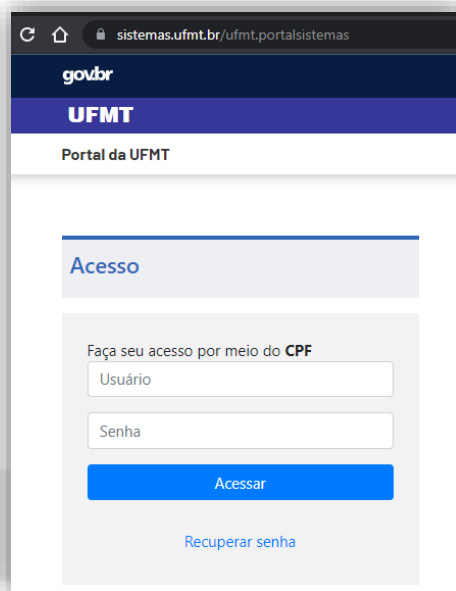 sistemas.ufmt.br/ufmt.portalsistemas
gov.br
UFMT
Portal da UFMT
Acesso
Faça seu acesso por meio do CPF
Usuário
Senha
Acessar
Recuperar senha